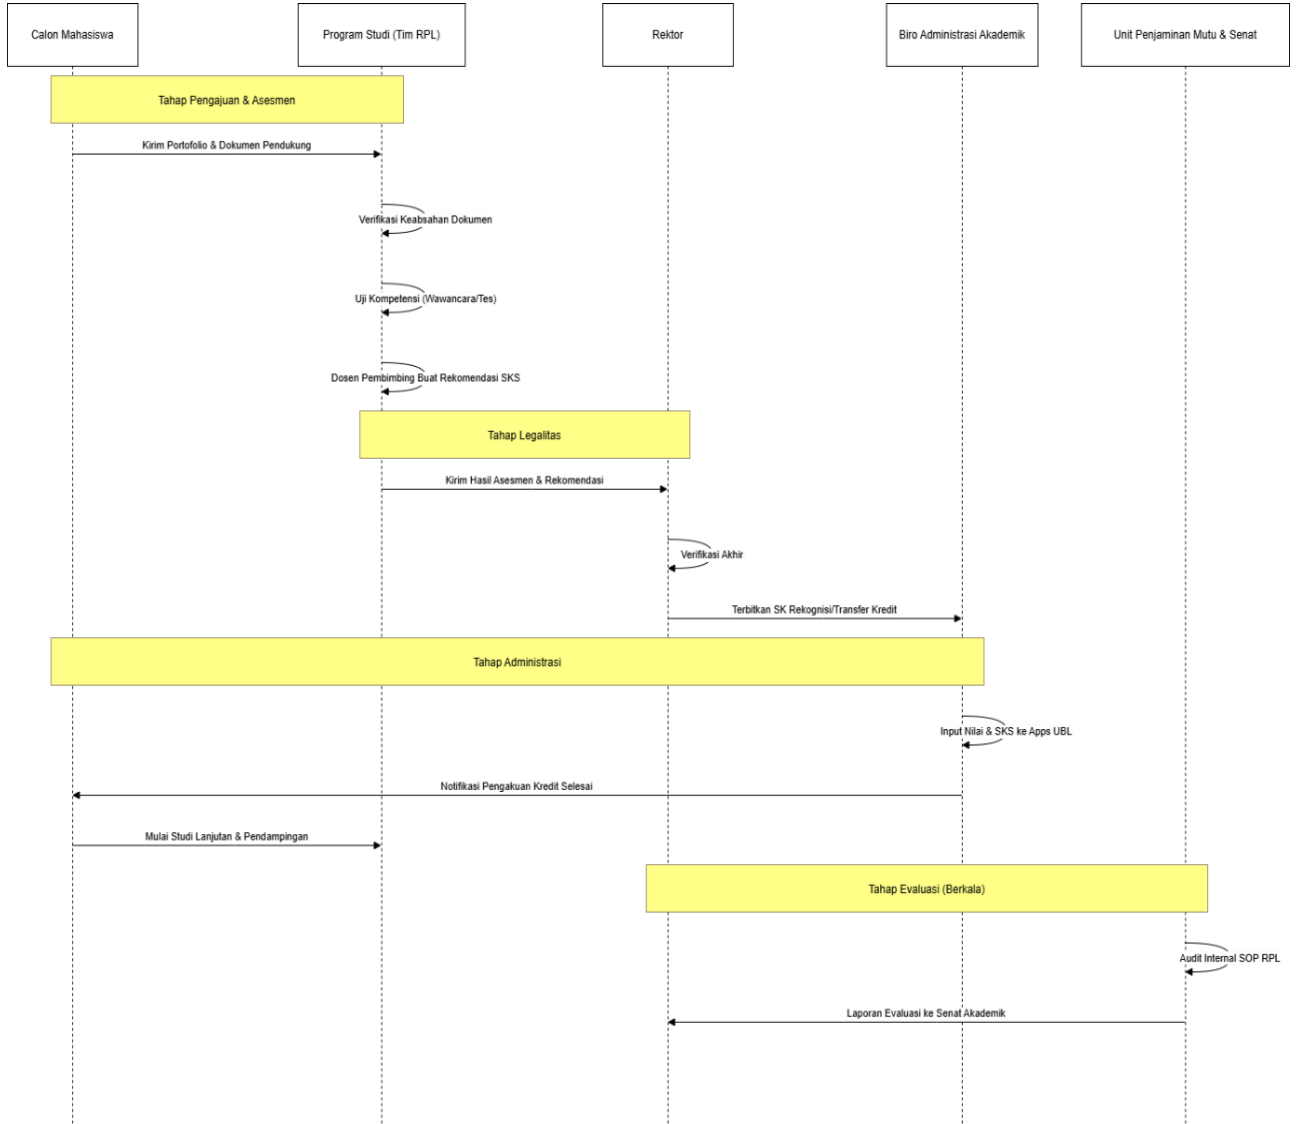 Calon Mahasiswa
Program Studi (Tim RPL)
Rektor
Biro Administrasi Akademik
Unit Penjaminan Mutu & Senat
Tahap Pengajuan & Asesmen
Kirim Portofolio & Dokumen Pendukung
Verifikasi Keabsahan Dokumen
Uji Kompetensi (Wawancara/Tes)
Dosen Pembimbing Buat Rekomendasi SKS
Tahap Legalitas
Kirim Hasil Asesmen & Rekomendasi
Verifikasi Akhir
Terbitkan SK Rekognisi/Transfer Kredit
Tahap Administrasi
Input Nilai & SKS ke Apps UBL
Notifikasi Pengakuan Kredit Selesai
Mulai Studi Lanjutan & Pendampingan
Tahap Evaluasi (Berkala)
Audit Internal SOP RPL
Laporan Evaluasi ke Senat Akademik